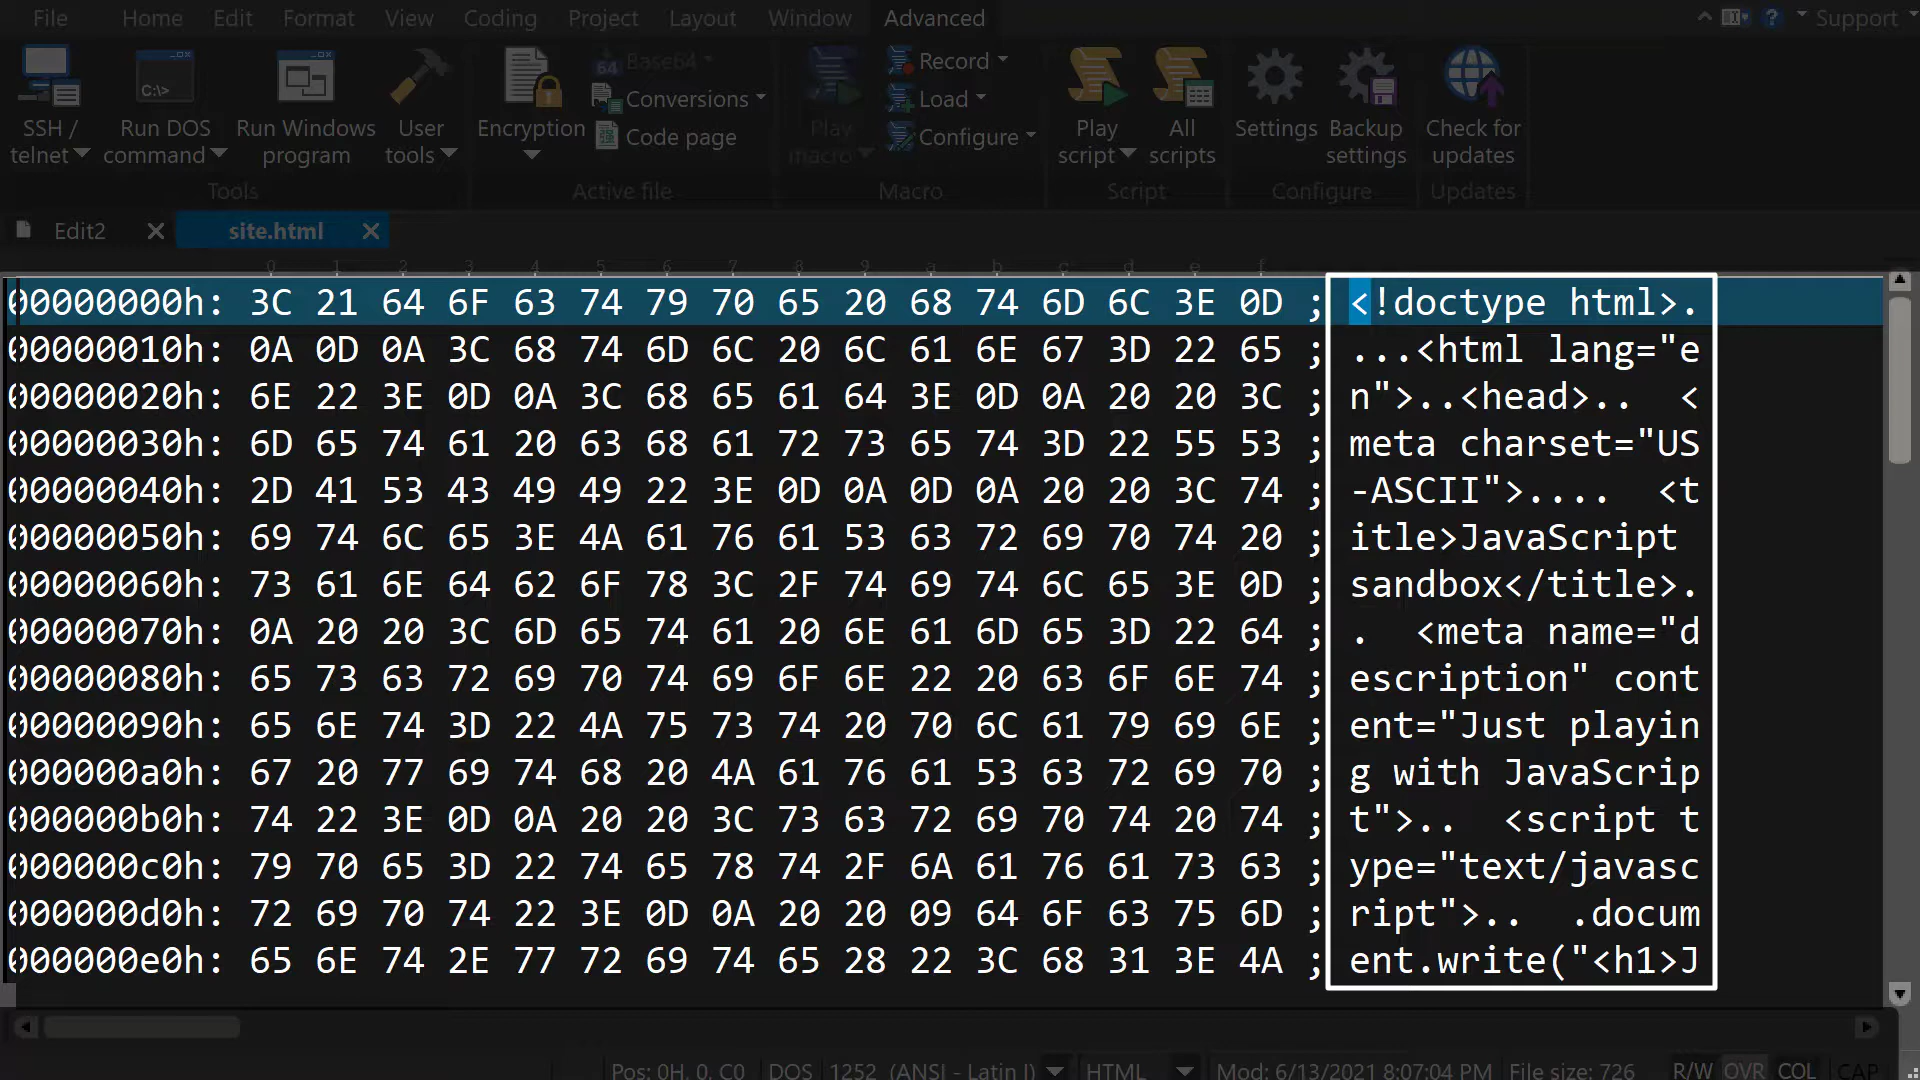 File Home Edit Format View Coding Project Layout Window Advanced Support
SSH / telnet
Run DOS command
Run Windows program
User tools
Tools
Encryption
Base64
Conversions
Code page
Active file
Play macro
Record
Load
Configure
Macro
Play script
All scripts
Script
Settings
Backup settings
Configure
Check for updates
Updates
Edit2 site.html
0 1 2 3 4 5 6 7 8 9 a b c d e f
00000000h: 3C 21 64 6F 63 74 79 70 65 20 68 74 6D 6C 3E 0D ; <!doctype html>.
00000010h: 0A 0D 0A 3C 68 74 6D 6C 20 6C 61 6E 67 3D 22 65 ; ...<html lang="e
00000020h: 6E 22 3E 0D 0A 3C 68 65 61 64 3E 0D 0A 20 20 3C ; n">..<head>..  <
00000030h: 6D 65 74 61 20 63 68 61 72 73 65 74 3D 22 55 53 ; meta charset="US
00000040h: 2D 41 53 43 49 49 22 3E 0D 0A 0D 0A 20 20 3C 74 ; -ASCII">....  <t
00000050h: 69 74 6C 65 3E 4A 61 76 61 53 63 72 69 70 74 20 ; itle>JavaScript
00000060h: 73 61 6E 64 62 6F 78 3C 2F 74 69 74 6C 65 3E 0D ; sandbox</title>.
00000070h: 0A 20 20 3C 6D 65 74 61 20 6E 61 6D 65 3D 22 64 ; .  <meta name="d
00000080h: 65 73 63 72 69 70 74 69 6F 6E 22 20 63 6F 6E 74 ; escription" cont
00000090h: 65 6E 74 3D 22 4A 75 73 74 20 70 6C 61 79 69 6E ; ent="Just playin
000000a0h: 67 20 77 69 74 68 20 4A 61 76 61 53 63 72 69 70 ; g with JavaScrip
000000b0h: 74 22 3E 0D 0A 20 20 3C 73 63 72 69 70 74 20 74 ; t">..  <script t
000000c0h: 79 70 65 3D 22 74 65 78 74 2F 6A 61 76 61 73 63 ; ype="text/javasc
000000d0h: 72 69 70 74 22 3E 0D 0A 20 20 09 64 6F 63 75 6D ; ript">..  .docum
000000e0h: 65 6E 74 2E 77 72 69 74 65 28 22 3C 68 31 3E 4A ; ent.write("<h1>J
Pos: 0H, 0, C0 DOS 1252 (ANSI - Latin I) HTML Mod: 6/13/2021 8:07:04 PM File size: 726 R/W OVR COL CAP